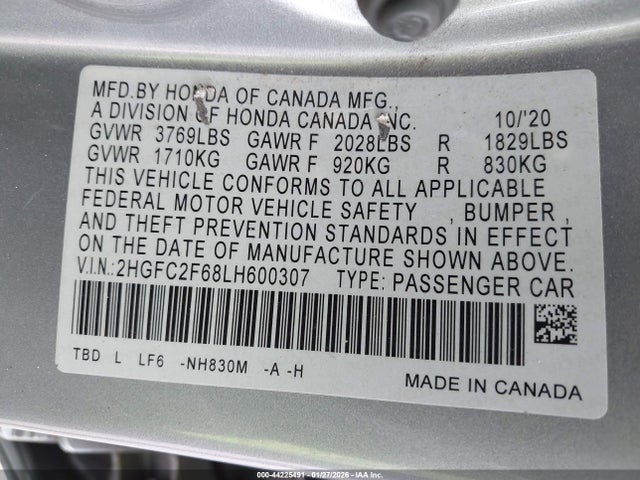 MFD.BY HONDA OF CANADA MFG.,
A DIVISION OF HONDA CANADA INC. 10/'20
GVWR 3769LBS GAWR F 2028LBS R 1829LBS
GVWR 1710KG GAWR F 920KG R 830KG
THIS VEHICLE CONFORMS TO ALL APPLICABLE
FEDERAL MOTOR VEHICLE SAFETY , BUMPER ,
AND THEFT PREVENTION STANDARDS IN EFFECT
ON THE DATE OF MANUFACTURE SHOWN ABOVE.
V.I.N.:2HGFC2F68LH600307 TYPE: PASSENGER CAR
TBD L LF6 -NH830M -A -H
MADE IN CANADA
000-44225491 - 01/27/2026 - IAA Inc.